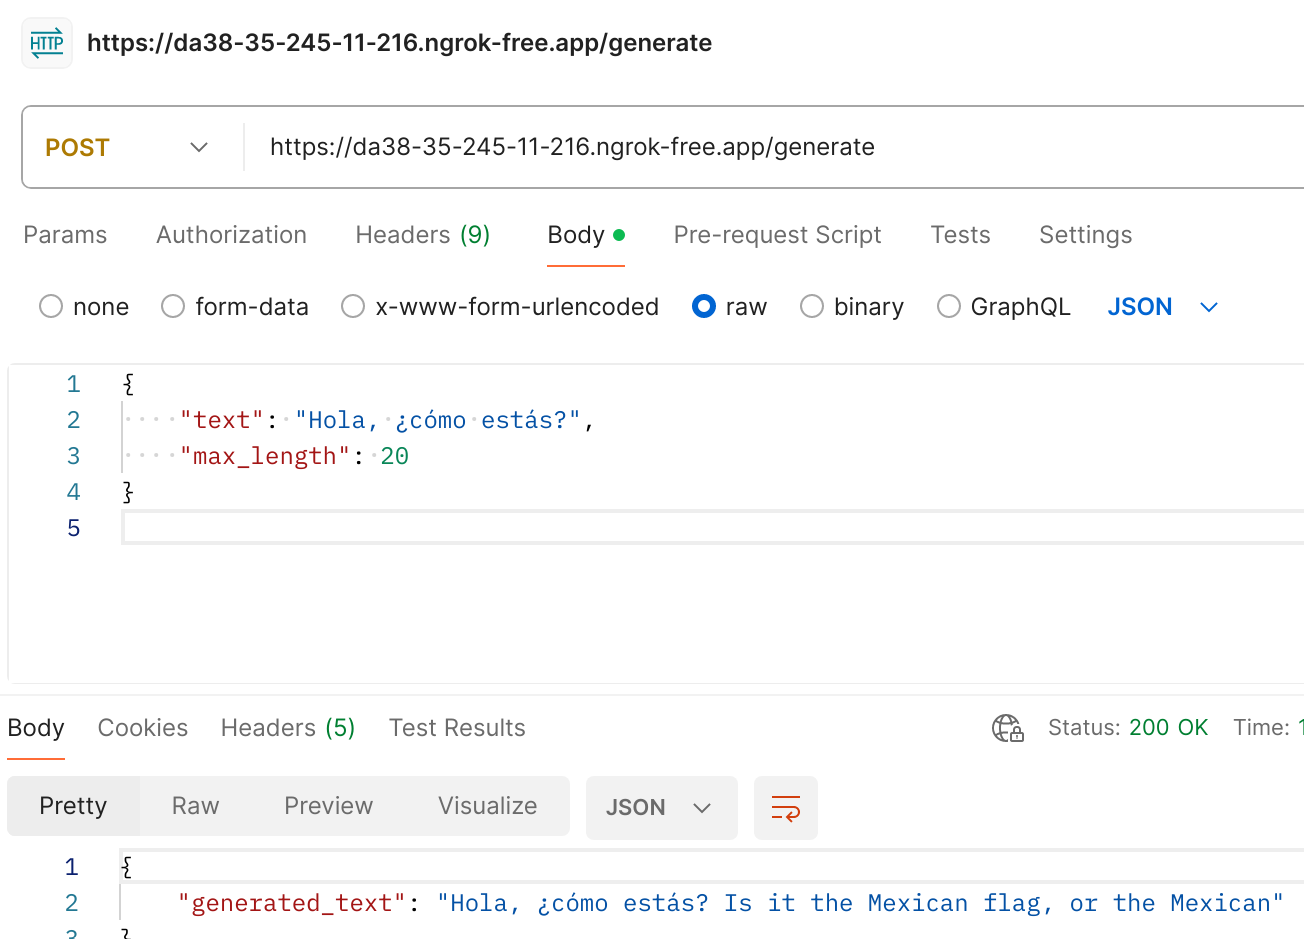 HTTP https://da38-35-245-11-216.ngrok-free.app/generate
POST https://da38-35-245-11-216.ngrok-free.app/generate
Params Authorization Headers (9) Body Pre-request Script Tests Settings
none form-data x-www-form-urlencoded raw binary GraphQL JSON
1 {
2 "text": "Hola, ¿cómo estás?",
3 "max_length": 20
4 }
5
Body Cookies Headers (5) Test Results Status: 200 OK Time:
Pretty Raw Preview Visualize JSON
1 {
2 "generated_text": "Hola, ¿cómo estás? Is it the Mexican flag, or the Mexican"
3 }